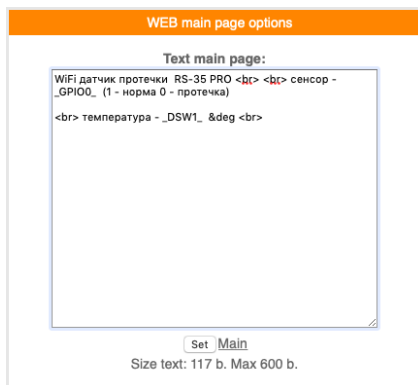 WEB main page options
Text main page:
WiFi датчик протечки  RS-35 PRO <br> <br> сенсор -
_GPIO0_  (1 - норма 0 - протечка)
<br> температура - _DSW1_  &deg <br>
Set Main
Size text: 117 b. Max 600 b.